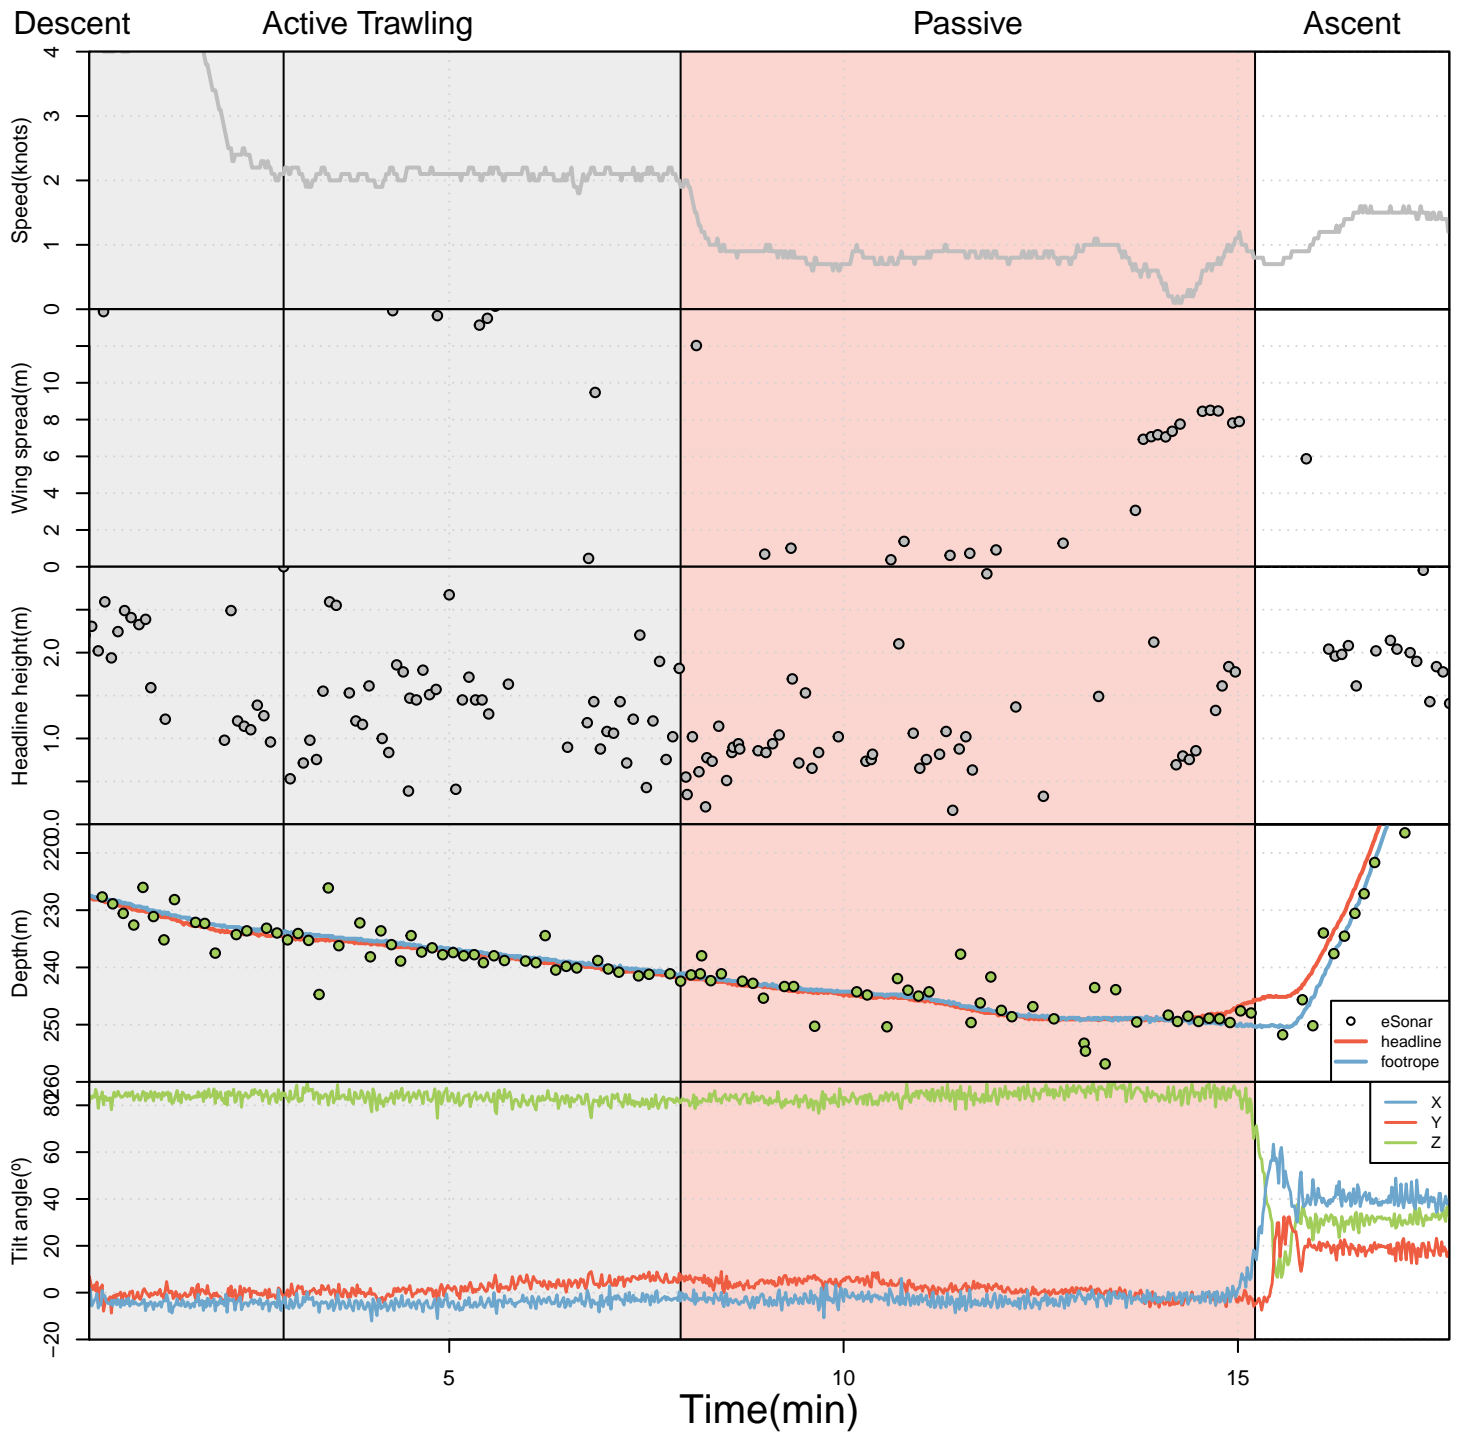 Descent Active Trawling Passive Ascent
Speed(knots)
4
3
2
1
0
Wing spread(m)
10
8
6
4
2
0
Headline height(m)
2.0
1.0
0.0
Depth(m)
220
230
240
250
260
eSonar
headline
footrope
Tilt angle(º)
80
60
40
20
0
−20
X
Y
Z
5 10 15
Time(min)